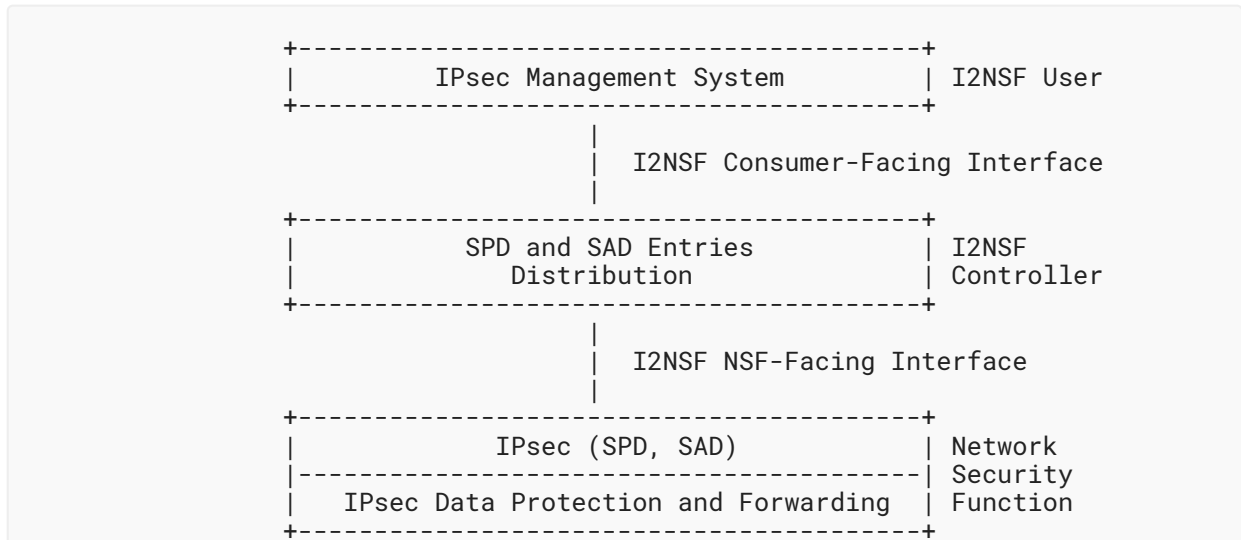 +-----------------------------------------+
|         IPsec Management System         | I2NSF User
+-----------------------------------------+
                    |
                    |  I2NSF Consumer-Facing Interface
                    |
+-----------------------------------------+
|           SPD and SAD Entries           | I2NSF
|              Distribution               | Controller
+-----------------------------------------+
                    |
                    |  I2NSF NSF-Facing Interface
                    |
+-----------------------------------------+
|             IPsec (SPD, SAD)            | Network
|-----------------------------------------| Security
|   IPsec Data Protection and Forwarding  | Function
+-----------------------------------------+